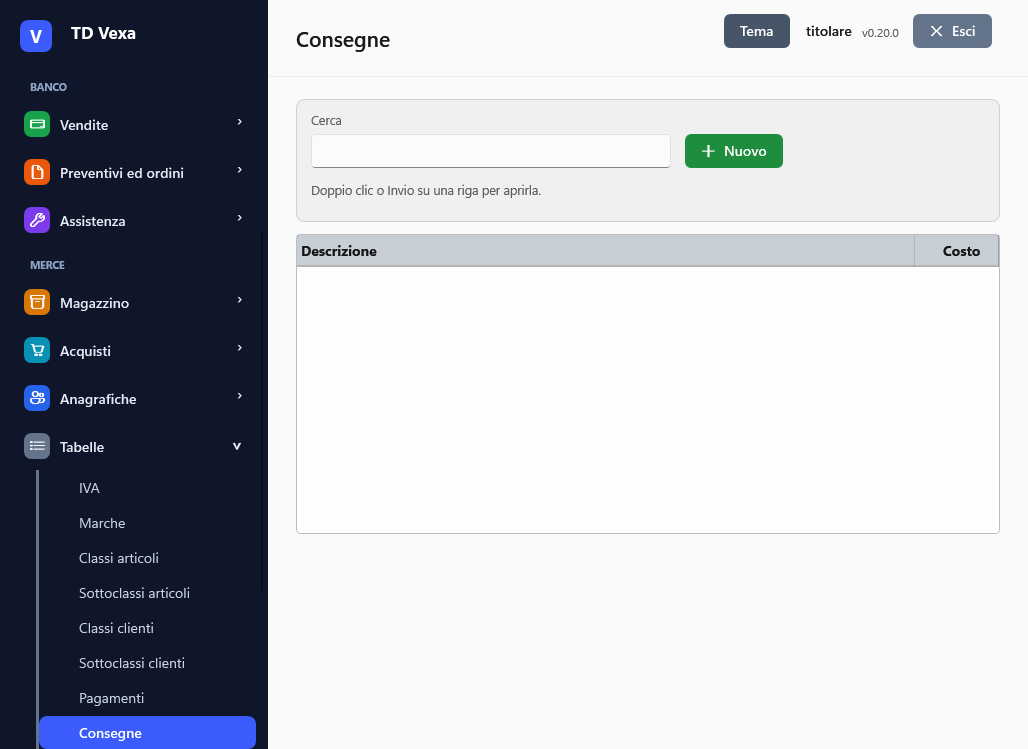 V
TD Vexa
BANCO
Vendite
Preventivi ed ordini
Assistenza
MERCE
Magazzino
Acquisti
Anagrafiche
Tabelle
IVA
Marche
Classi articoli
Sottoclassi articoli
Classi clienti
Sottoclassi clienti
Pagamenti
Consegne
Consegne
Tema
titolare
v0.20.0
Esci
Cerca
Nuovo
Doppio clic o Invio su una riga per aprirla.
Descrizione
Costo